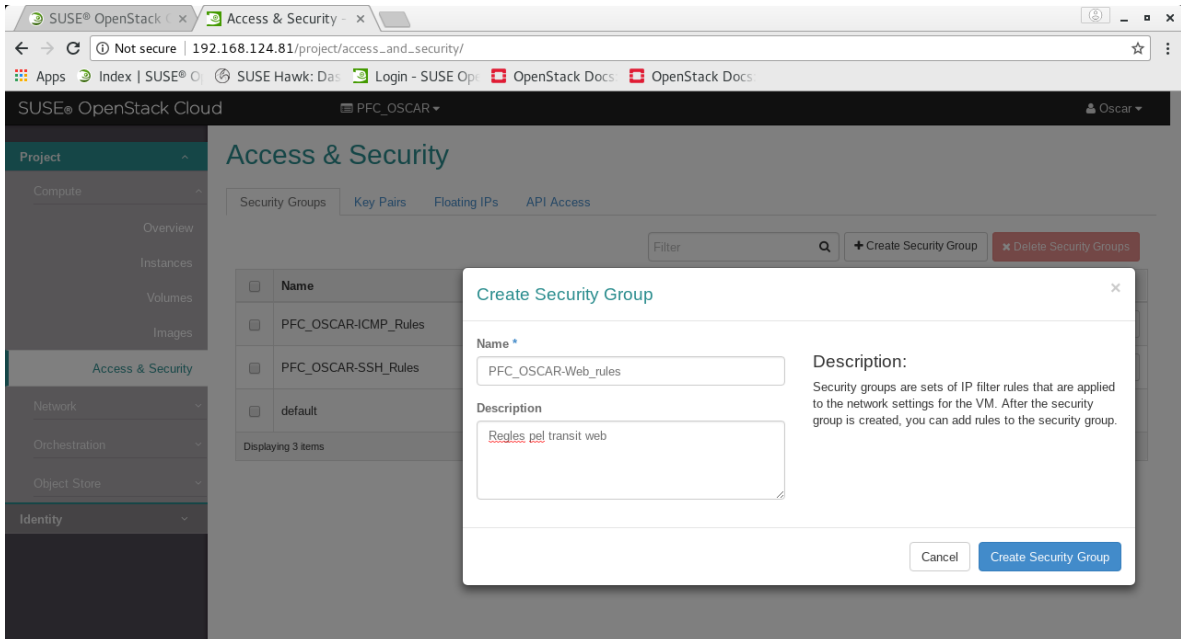 SUSE® OpenStack C
Access & Security -
Not secure | 192.168.124.81/project/access_and_security/
Apps Index | SUSE® O SUSE Hawk: Das Login - SUSE Ope OpenStack Docs: OpenStack Docs:
SUSE® OpenStack Cloud PFC_OSCAR Oscar
Project
Compute
Overview
Instances
Volumes
Images
Access & Security
Network
Orchestration
Object Store
Identity
Access & Security
Security Groups Key Pairs Floating IPs API Access
Filter + Create Security Group × Delete Security Groups
Name
PFC_OSCAR-ICMP_Rules
PFC_OSCAR-SSH_Rules
default
Displaying 3 items
Create Security Group ×
Name *
PFC_OSCAR-Web_rules
Description
Regles pel transit web
Description:
Security groups are sets of IP filter rules that are applied
to the network settings for the VM. After the security
group is created, you can add rules to the security group.
Cancel Create Security Group